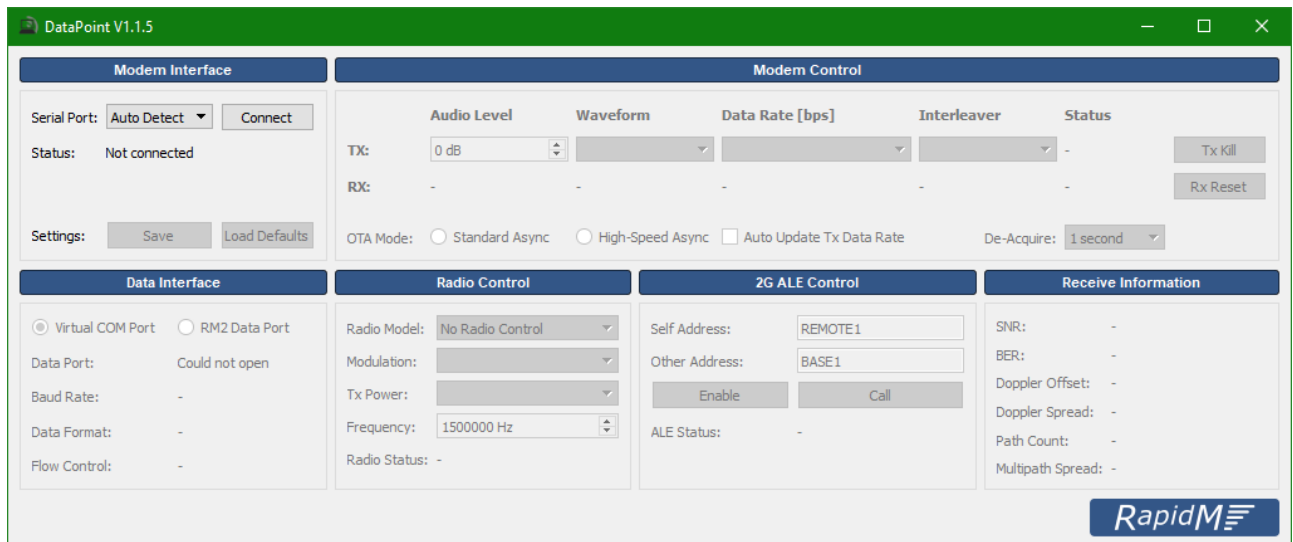 DataPoint V1.1.5
Modem Interface
Serial Port: Auto Detect Connect
Status: Not connected
Settings: Save Load Defaults
Modem Control
Audio Level Waveform Data Rate [bps] Interleaver Status
TX: 0 dB - Tx Kill
RX: - - - - - Rx Reset
OTA Mode: Standard Async High-Speed Async Auto Update Tx Data Rate De-Acquire: 1 second
Data Interface
Virtual COM Port RM2 Data Port
Data Port: Could not open
Baud Rate: -
Data Format: -
Flow Control: -
Radio Control
Radio Model: No Radio Control
Modulation:
Tx Power:
Frequency: 1500000 Hz
Radio Status: -
2G ALE Control
Self Address: REMOTE1
Other Address: BASE1
Enable Call
ALE Status: -
Receive Information
SNR: -
BER: -
Doppler Offset: -
Doppler Spread: -
Path Count: -
Multipath Spread: -
RapidM